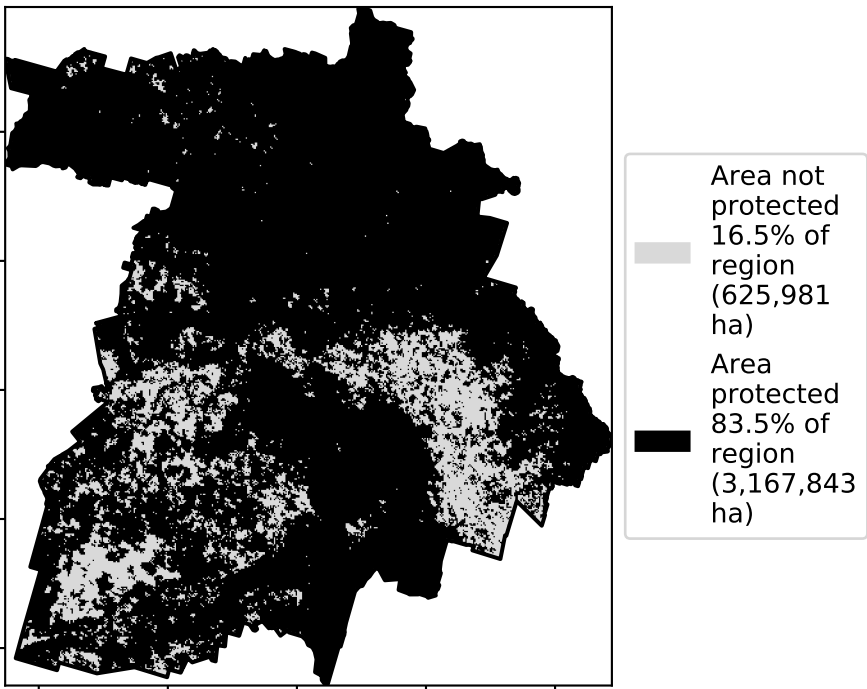 Area not
protected
16.5% of
region
(625,981
ha)
Area
protected
83.5% of
region
(3,167,843
ha)